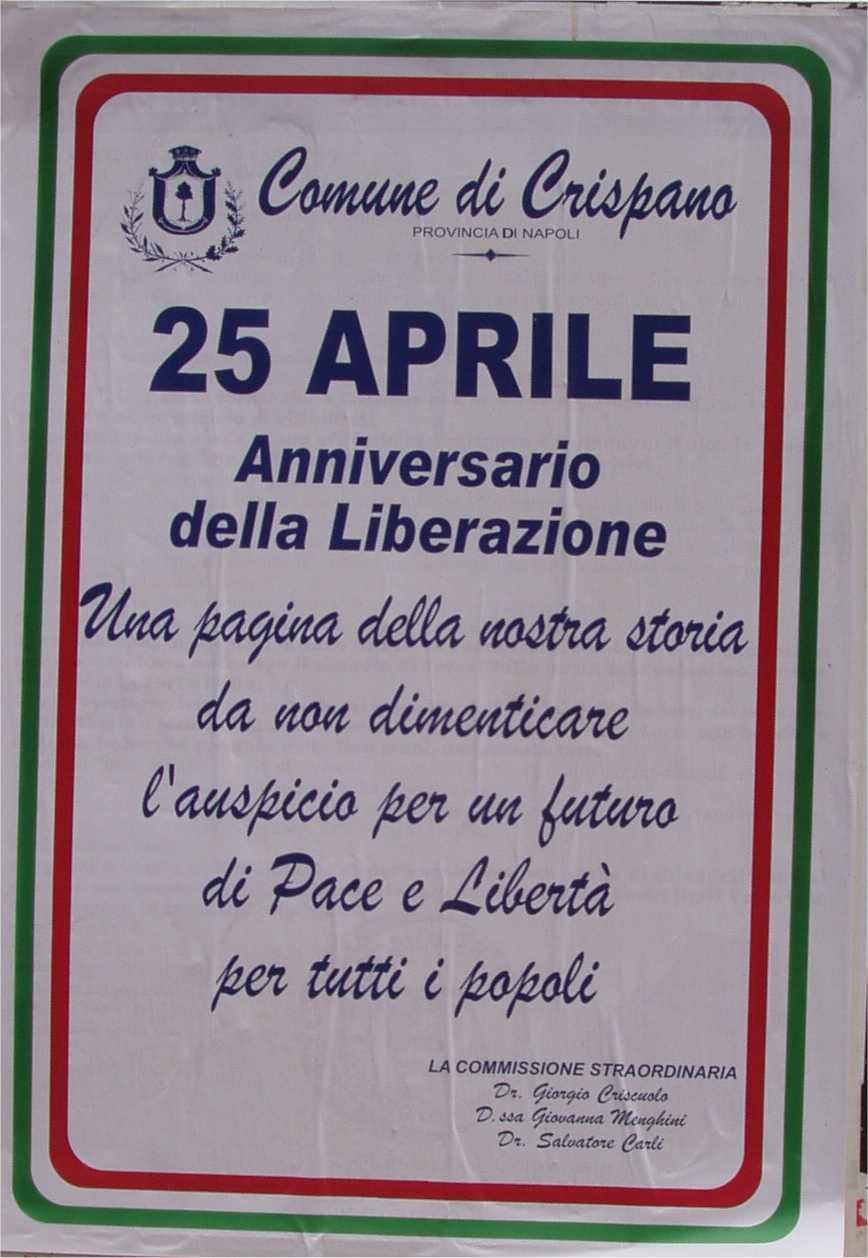 Comune di Crispano
PROVINCIA DI NAPOLI
25 APRILE
Anniversario
della Liberazione
Una pagina della nostra storia
da non dimenticare
l'auspicio per un futuro
di Pace e Libertà
per tutti i popoli
LA COMMISSIONE STRAORDINARIA
Dr. Giorgio Criscuolo
D.ssa Giovanna Menghini
Dr. Salvatore Carli